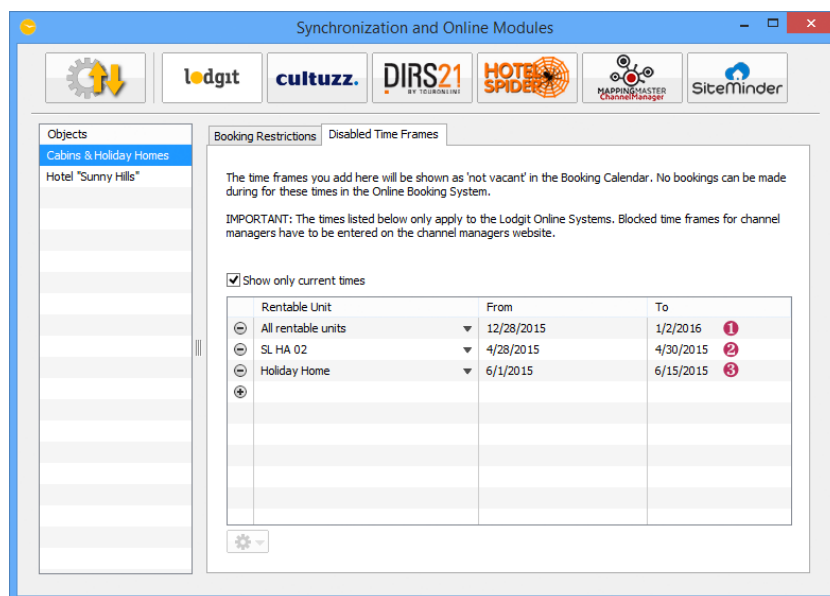 Synchronization and Online Modules
lodgit
cultuzz.
DIRS21
BY TOURONLINE
HOTEL
SPIDER
MAPPINGMASTER
ChannelManager
SiteMinder
Objects
Cabins & Holiday Homes
Hotel "Sunny Hills"
Booking Restrictions Disabled Time Frames
The time frames you add here will be shown as 'not vacant' in the Booking Calendar. No bookings can be made
during for these times in the Online Booking System.
IMPORTANT: The times listed below only apply to the Lodgit Online Systems. Blocked time frames for channel
managers have to be entered on the channel managers website.
Show only current times
Rentable Unit From To
All rentable units 12/28/2015 1/2/2016 1
SL HA 02 4/28/2015 4/30/2015 2
Holiday Home 6/1/2015 6/15/2015 3